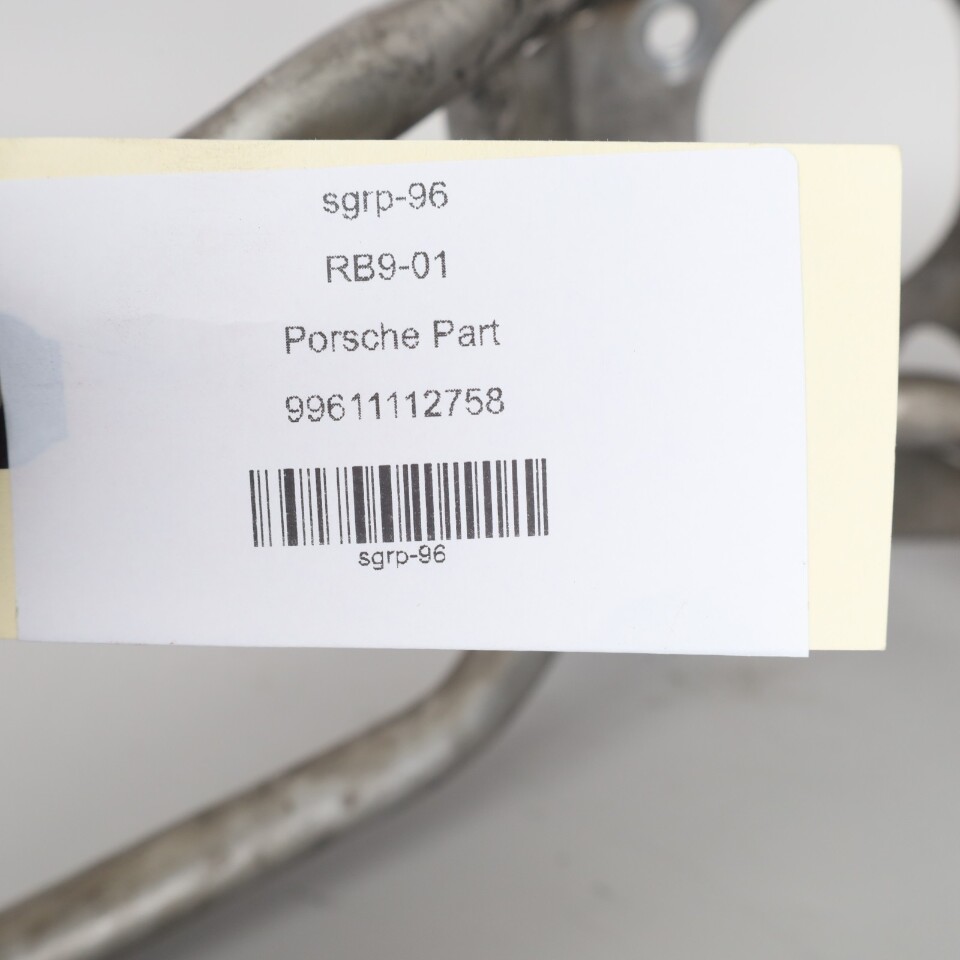 sgrp-96
RB9-01
Porsche Part
99611112758
sgrp-96